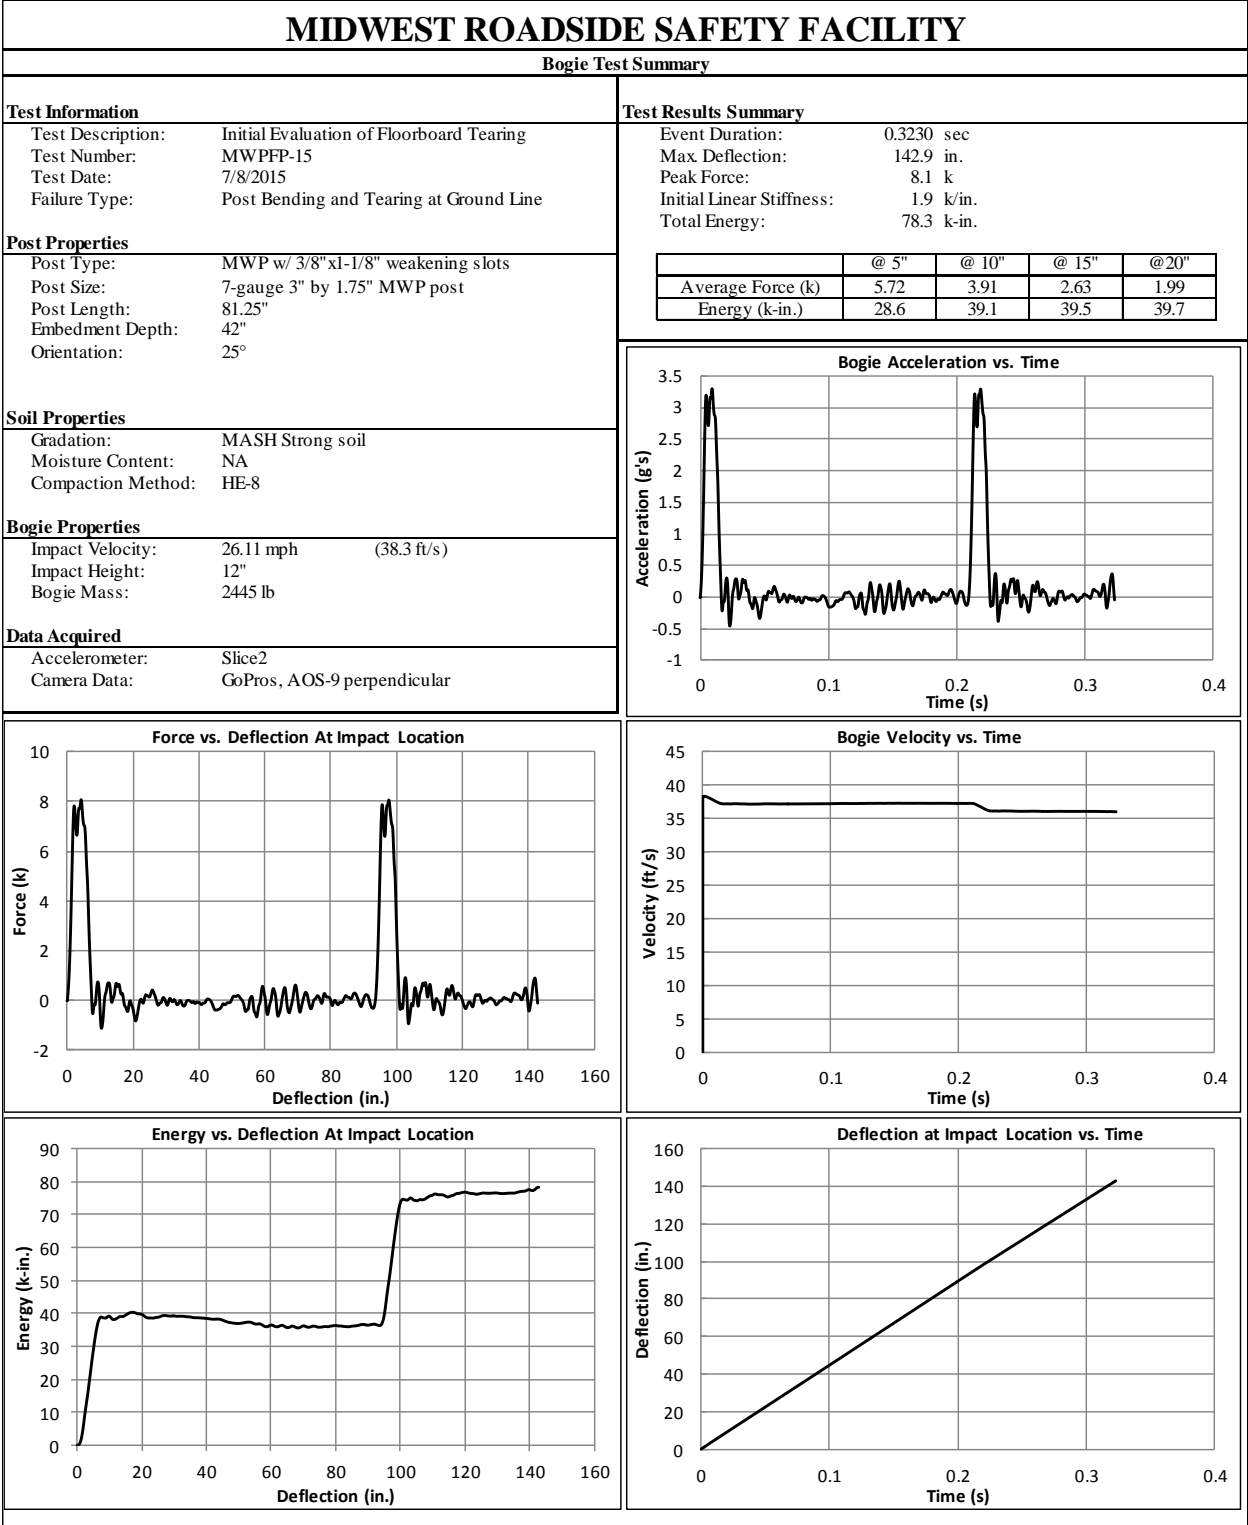 MIDWEST ROADSIDE SAFETY FACILITY
Bogie Test Summary
Test Information
Test Description: Initial Evaluation of Floorboard Tearing
Test Number: MWPFP-15
Test Date: 7/8/2015
Failure Type: Post Bending and Tearing at Ground Line
Post Properties
Post Type: MWP w/ 3/8"x1-1/8" weakening slots
Post Size: 7-gauge 3" by 1.75" MWP post
Post Length: 81.25"
Embedment Depth: 42"
Orientation: 25°
Soil Properties
Gradation: MASH Strong soil
Moisture Content: NA
Compaction Method: HE-8
Bogie Properties
Impact Velocity: 26.11 mph (38.3 ft/s)
Impact Height: 12"
Bogie Mass: 2445 lb
Data Acquired
Accelerometer: Slice2
Camera Data: GoPros, AOS-9 perpendicular
Test Results Summary
Event Duration: 0.3230 sec
Max. Deflection: 142.9 in.
Peak Force: 8.1 k
Initial Linear Stiffness: 1.9 k/in.
Total Energy: 78.3 k-in.
@ 5" @ 10" @ 15" @20"
Average Force (k) 5.72 3.91 2.63 1.99
Energy (k-in.) 28.6 39.1 39.5 39.7
Bogie Acceleration vs. Time
Acceleration (g's)
3.5
3
2.5
2
1.5
1
0.5
0
-0.5
-1
0 0.1 0.2 0.3 0.4
Time (s)
Force vs. Deflection At Impact Location
Force (k)
10
8
6
4
2
0
-2
0 20 40 60 80 100 120 140 160
Deflection (in.)
Bogie Velocity vs. Time
Velocity (ft/s)
45
40
35
30
25
20
15
10
5
0
0 0.1 0.2 0.3 0.4
Time (s)
Energy vs. Deflection At Impact Location
Energy (k-in.)
90
80
70
60
50
40
30
20
10
0
0 20 40 60 80 100 120 140 160
Deflection (in.)
Deflection at Impact Location vs. Time
Deflection (in.)
160
140
120
100
80
60
40
20
0
0 0.1 0.2 0.3 0.4
Time (s)